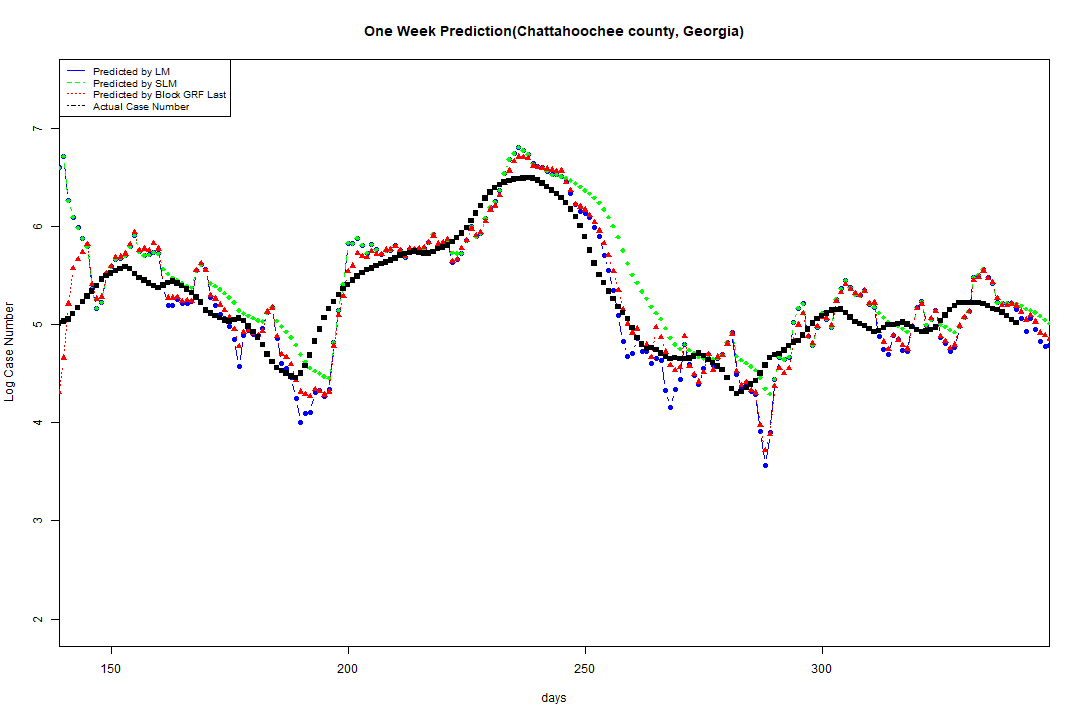 One Week Prediction(Chattahoochee county, Georgia)
Predicted by LM
Predicted by SLM
Predicted by Block GRF Last
Actual Case Number
7
6
5
4
3
2
Log Case Number
150
200
250
300
days